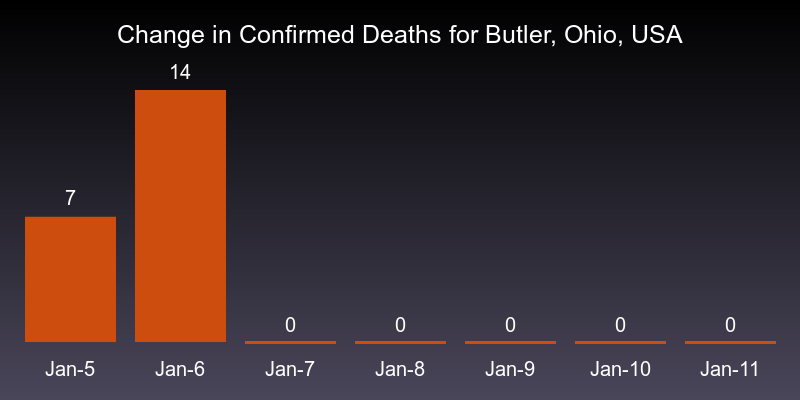 Change in Confirmed Deaths for Butler, Ohio, USA
14
7
0 0 0 0 0
Jan-5 Jan-6 Jan-7 Jan-8 Jan-9 Jan-10 Jan-11